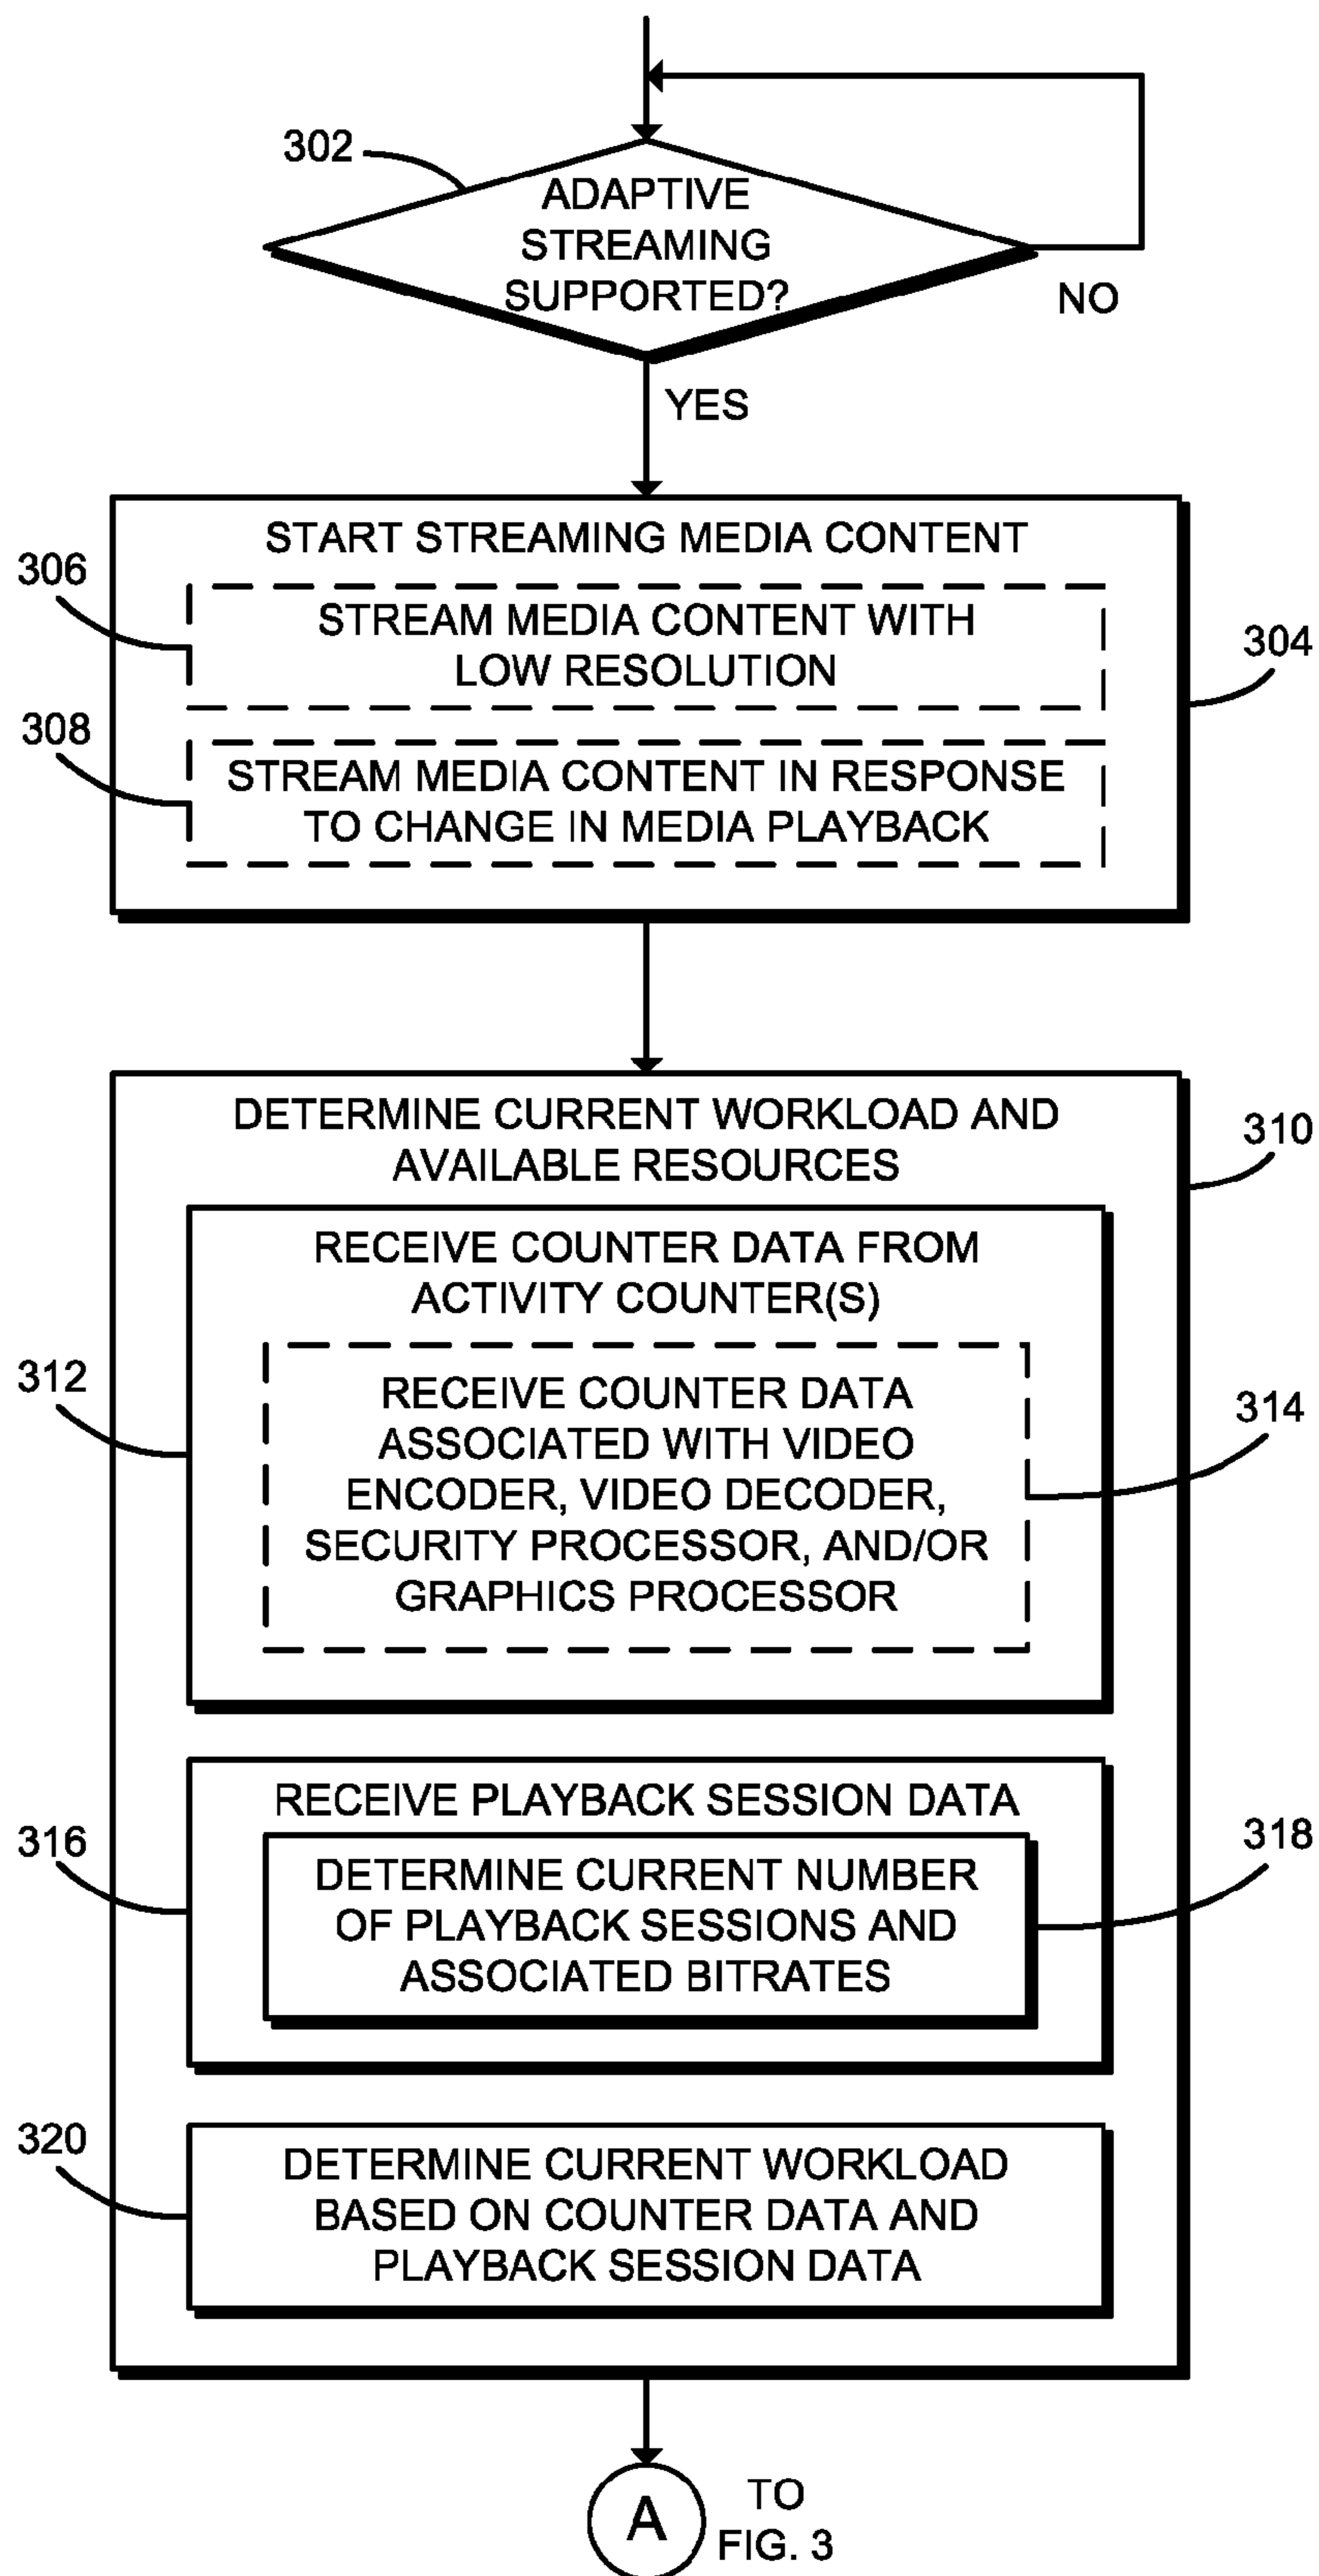 302
ADAPTIVE
STREAMING
SUPPORTED?
NO
YES
START STREAMING MEDIA CONTENT
306
STREAM MEDIA CONTENT WITH
LOW RESOLUTION
304
308
STREAM MEDIA CONTENT IN RESPONSE
TO CHANGE IN MEDIA PLAYBACK
DETERMINE CURRENT WORKLOAD AND
AVAILABLE RESOURCES
310
RECEIVE COUNTER DATA FROM
ACTIVITY COUNTER(S)
312
RECEIVE COUNTER DATA
ASSOCIATED WITH VIDEO
ENCODER, VIDEO DECODER,
SECURITY PROCESSOR, AND/OR
GRAPHICS PROCESSOR
314
RECEIVE PLAYBACK SESSION DATA
316
DETERMINE CURRENT NUMBER
OF PLAYBACK SESSIONS AND
ASSOCIATED BITRATES
318
320
DETERMINE CURRENT WORKLOAD
BASED ON COUNTER DATA AND
PLAYBACK SESSION DATA
A
TO
FIG. 3